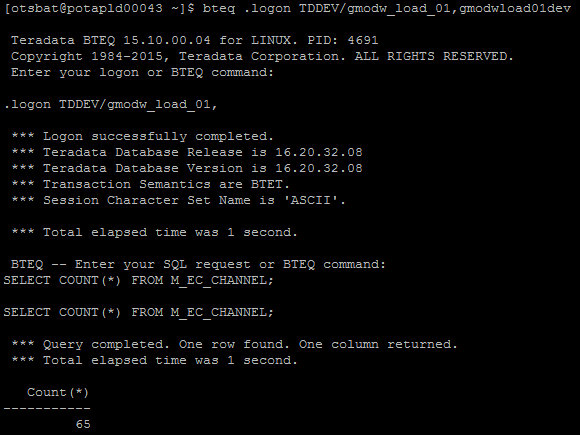 [otsbat@potapld00043 ~]$ bteq .logon TDDEV/gmodw_load_01,gmodwload01dev
Teradata BTEQ 15.10.00.04 for LINUX. PID: 4691
Copyright 1984-2015, Teradata Corporation. ALL RIGHTS RESERVED.
Enter your logon or BTEQ command:
.logon TDDEV/gmodw_load_01,
*** Logon successfully completed.
*** Teradata Database Release is 16.20.32.08
*** Teradata Database Version is 16.20.32.08
*** Transaction Semantics are BTET.
*** Session Character Set Name is 'ASCII'.
*** Total elapsed time was 1 second.
BTEQ -- Enter your SQL request or BTEQ command:
SELECT COUNT(*) FROM M_EC_CHANNEL;
SELECT COUNT(*) FROM M_EC_CHANNEL;
*** Query completed. One row found. One column returned.
*** Total elapsed time was 1 second.
Count(*)
-----------
65